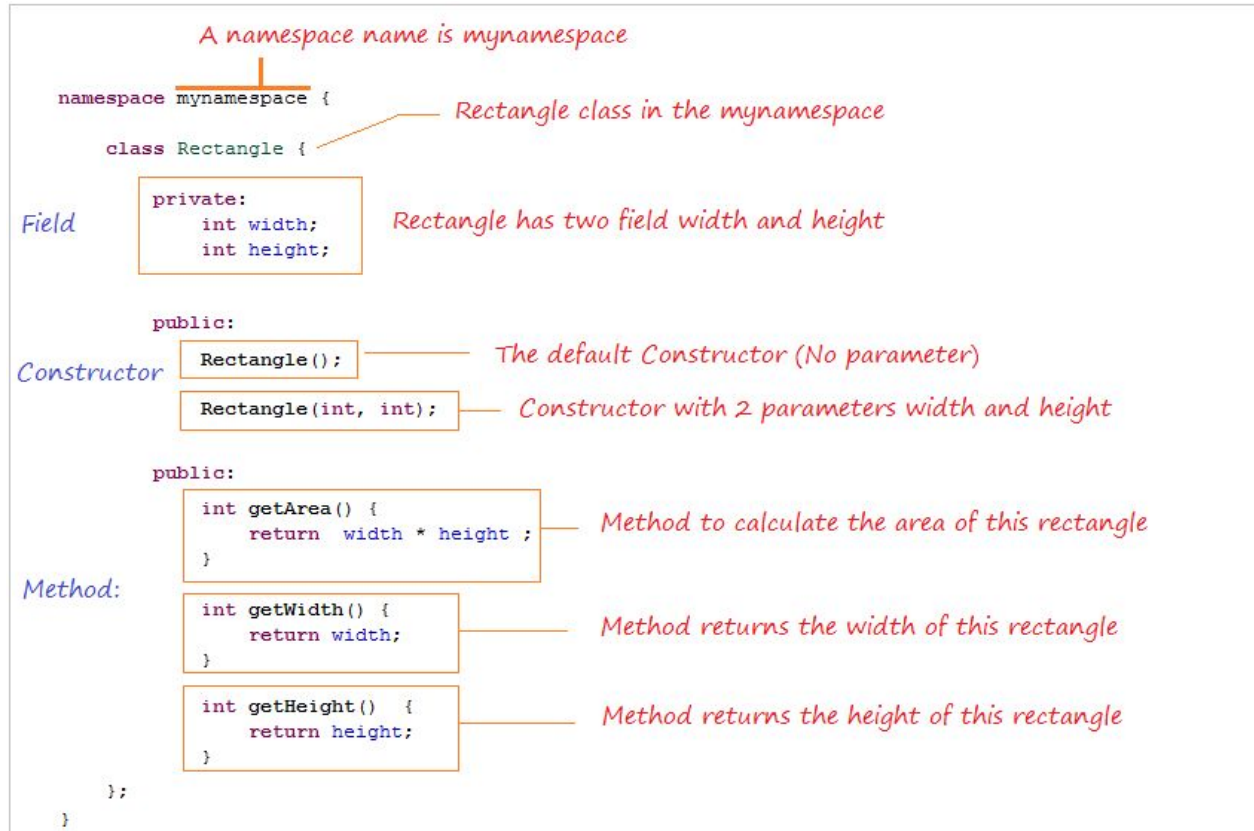 A namespace name is mynamespace
namespace mynamespace {
Rectangle class in the mynamespace
class Rectangle {
private:
int width;
int height;
Field
Rectangle has two field width and height
public:
Rectangle();
The default Constructor (No parameter)
Constructor
Rectangle(int, int);
Constructor with 2 parameters width and height
public:
int getArea() {
return  width * height ;
}
Method to calculate the area of this rectangle
Method:
int getWidth() {
return width;
}
Method returns the width of this rectangle
int getHeight()  {
return height;
}
Method returns the height of this rectangle
};
}